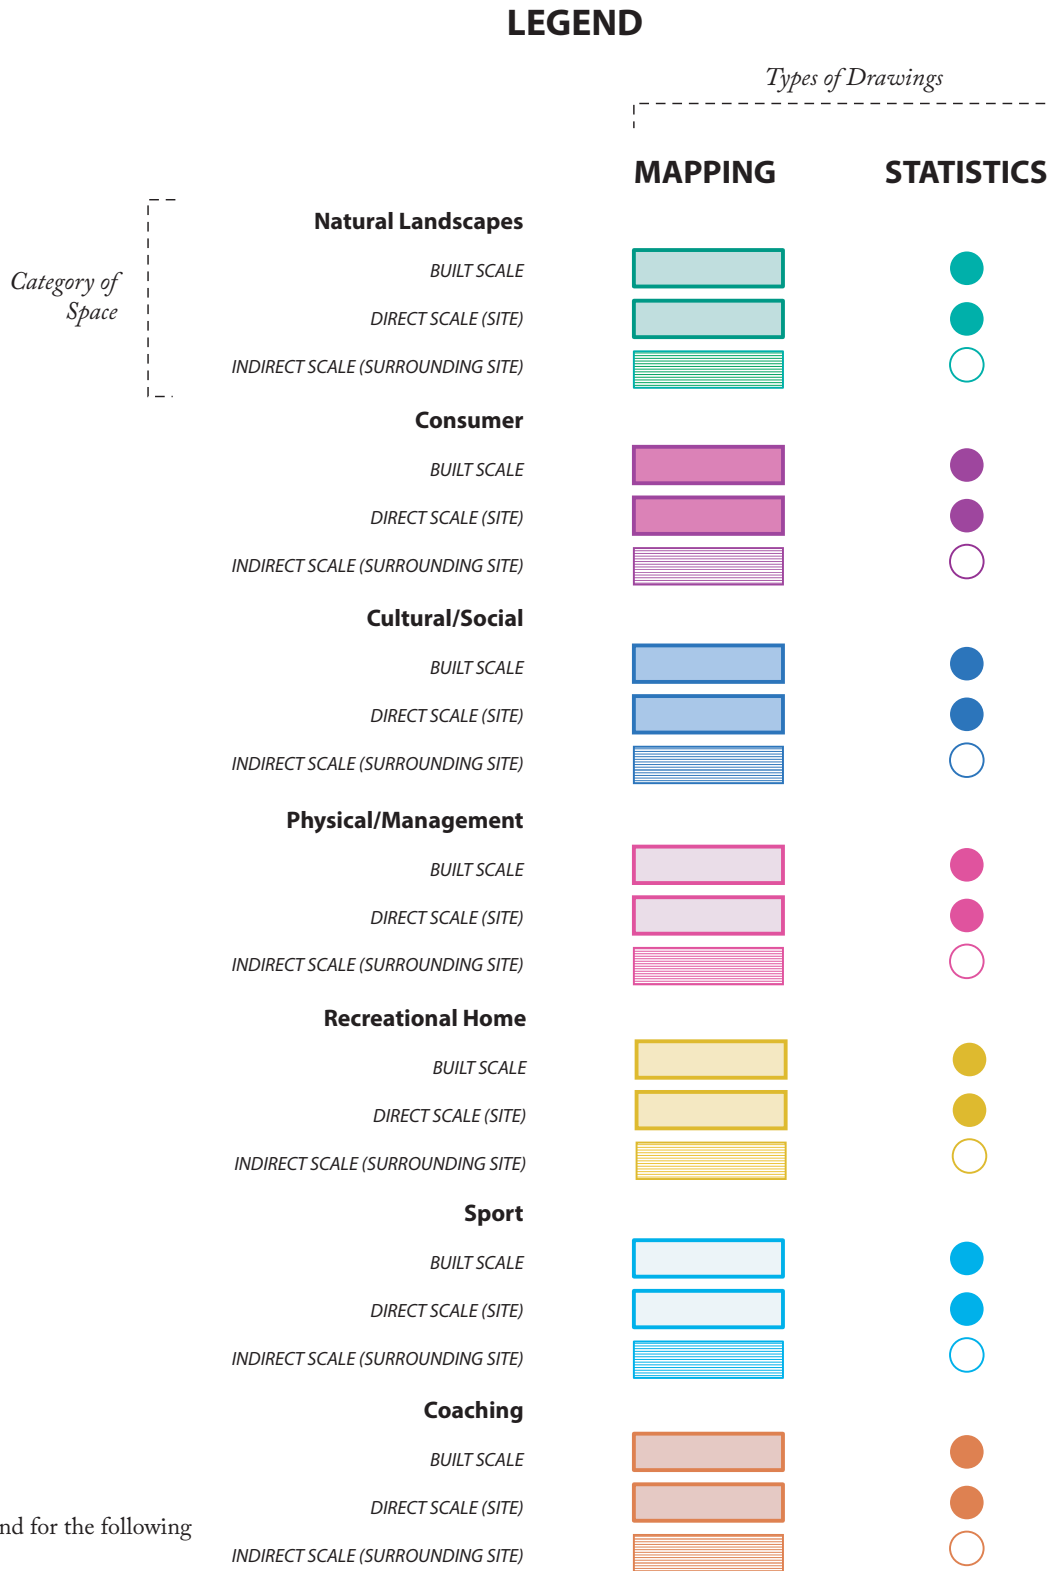 LEGEND
Types of Drawings
MAPPING STATISTICS
Natural Landscapes
Category of
Space
BUILT SCALE
DIRECT SCALE (SITE)
INDIRECT SCALE (SURROUNDING SITE)
Consumer
BUILT SCALE
DIRECT SCALE (SITE)
INDIRECT SCALE (SURROUNDING SITE)
Cultural/Social
BUILT SCALE
DIRECT SCALE (SITE)
INDIRECT SCALE (SURROUNDING SITE)
Physical/Management
BUILT SCALE
DIRECT SCALE (SITE)
INDIRECT SCALE (SURROUNDING SITE)
Recreational Home
BUILT SCALE
DIRECT SCALE (SITE)
INDIRECT SCALE (SURROUNDING SITE)
Sport
BUILT SCALE
DIRECT SCALE (SITE)
INDIRECT SCALE (SURROUNDING SITE)
Coaching
BUILT SCALE
DIRECT SCALE (SITE)
nd for the following
INDIRECT SCALE (SURROUNDING SITE)